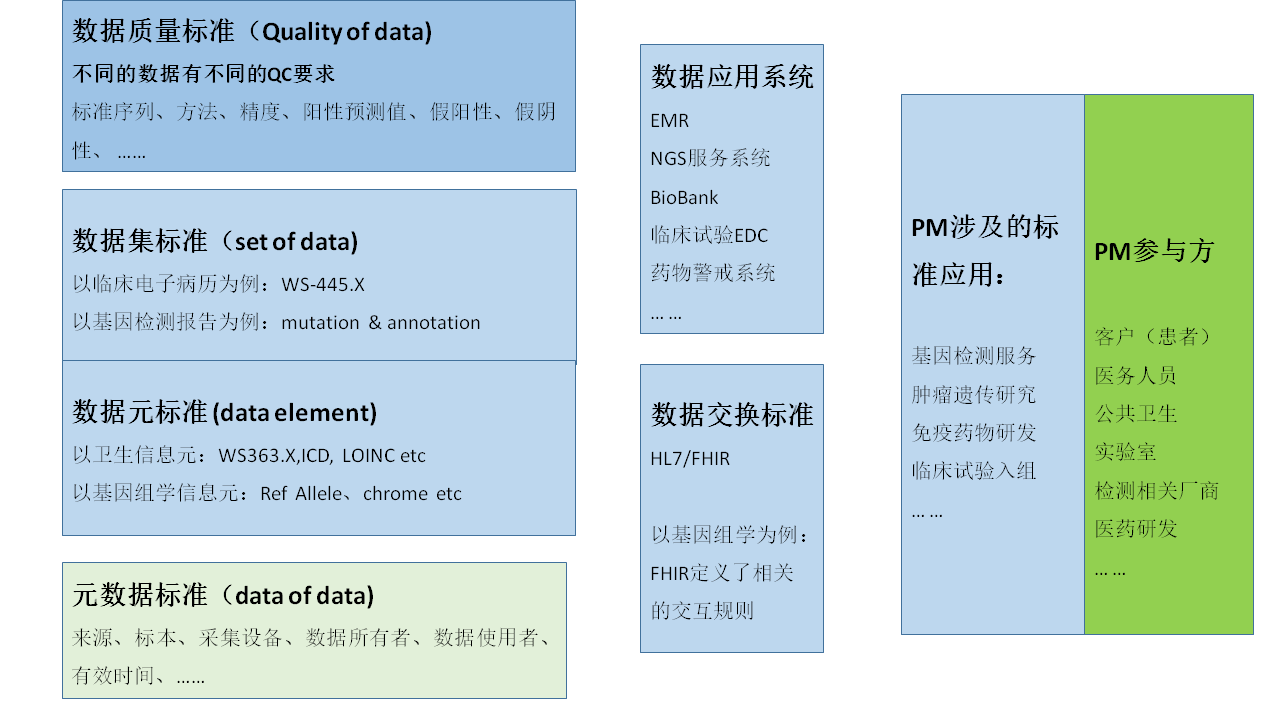 数据质量标准（Quality of data)
不同的数据有不同的QC要求
标准序列、方法、精度、阳性预测值、假阳性、假阴
性、 ……
数据集标准（set of data)
以临床电子病历为例：WS-445.X
以基因检测报告为例：mutation & annotation
数据元标准(data element)
以卫生信息元：WS363.X,ICD, LOINC etc
以基因组学信息元：Ref Allele、chrome etc
元数据标准（data of data)
来源、标本、采集设备、数据所有者、数据使用者、
有效时间、……
数据应用系统
EMR
NGS服务系统
BioBank
临床试验EDC
药物警戒系统
… …
数据交换标准
HL7/FHIR
以基因组学为例：
FHIR定义了相关
的交互规则
PM涉及的标
准应用：
基因检测服务
肿瘤遗传研究
免疫药物研发
临床试验入组
… …
PM参与方
客户（患者）
医务人员
公共卫生
实验室
检测相关厂商
医药研发
… …